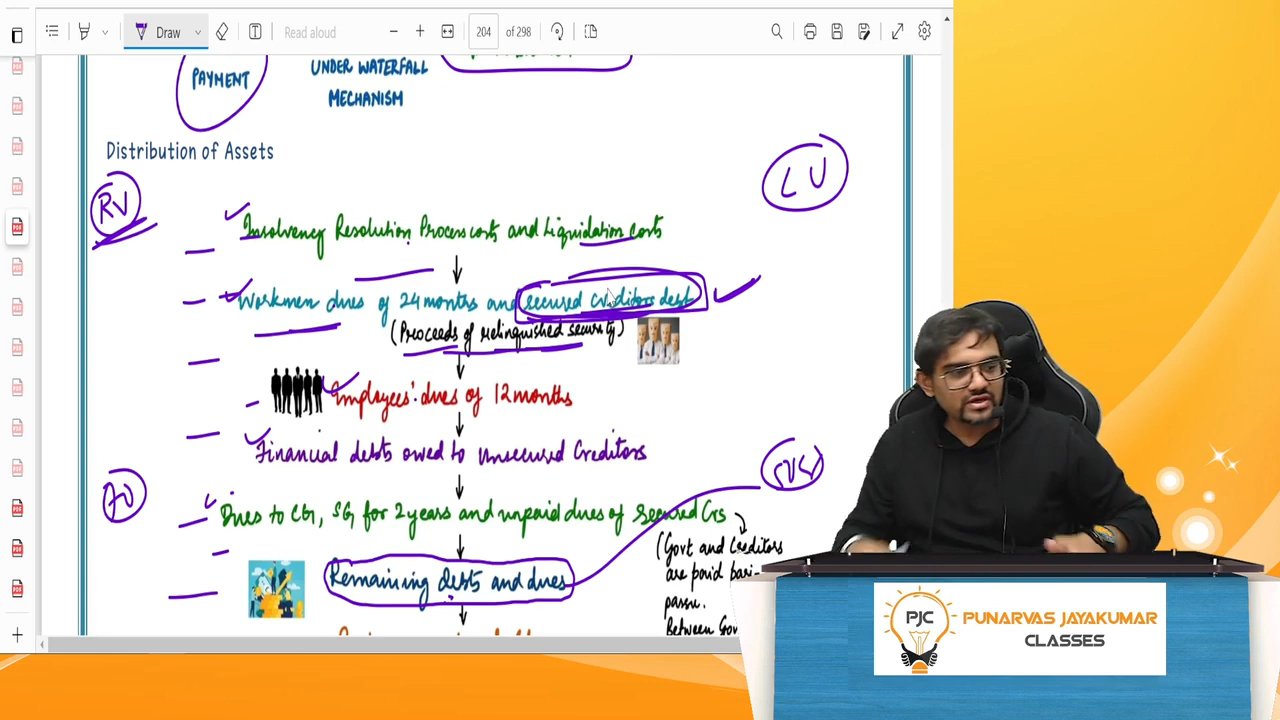 Draw
Read aloud
204 of 298
PAYMENT
UNDER WATERFALL
MECHANISM
Distribution of Assets
RV
LU
Insolvency Resolution Process costs and Liquidation costs
Workmen dues of 24 months and secured creditors debt
(Proceeds of relinquished security)
Employees' dues of 12 months
Financial debts owed to unsecured Creditors
Dues to CG, SG for 2 years and unpaid dues of Secured Crs
(Govt and Creditors
are paid pari-
passu.
Between Gov
Remaining debts and dues
PJC
PUNARVAS JAYAKUMAR
CLASSES